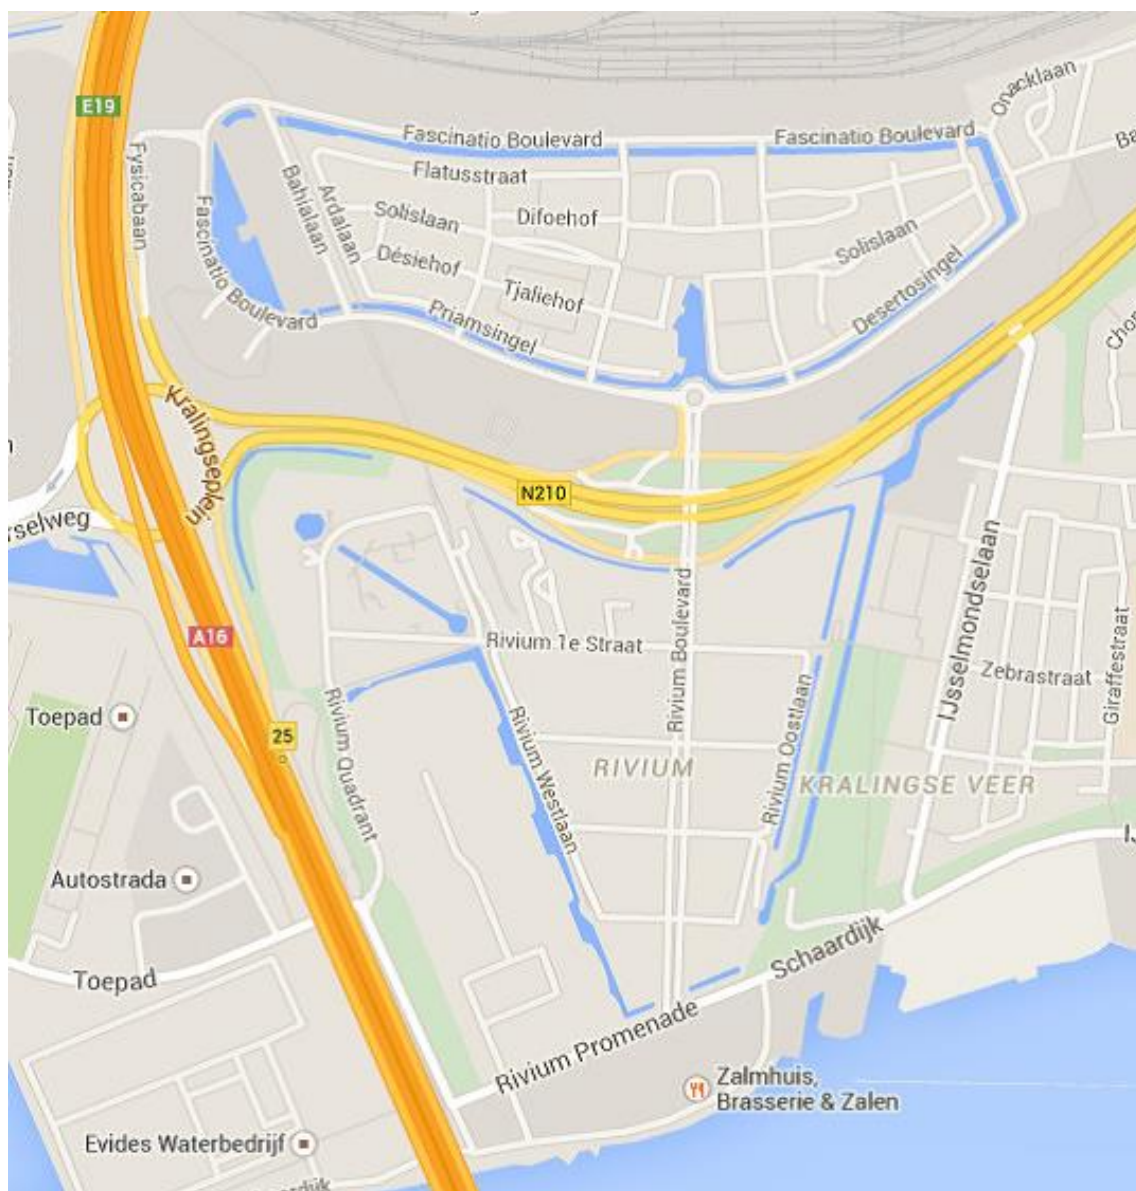 Onacklaan
E19
Fascinatio Boulevard
Fascinatio Boulevard
Ba
Fysicabaan
Flatusstraat
Bahialaan
Ardalaan
Fascinatio Boulevard
Solislaan
Difoehof
Solislaan
Désiehof
Tjaliehof
Desertosingel
Priamsingel
Chor
Kralingseplein
N210
rselweg
IJsselmondselaan
A16
Rivium 1e Straat
Rivium Boulevard
Zebrastraat
Giraffestraat
Toepad
25
Rivium Quadrant
Rivium Westlaan
RIVIUM
Rivium Oostlaan
KRALINGSE VEER
Autostrada
Schaardijk
Toepad
Rivium Promenade
Zalmhuis,
Brasserie & Zalen
Evides Waterbedrijf